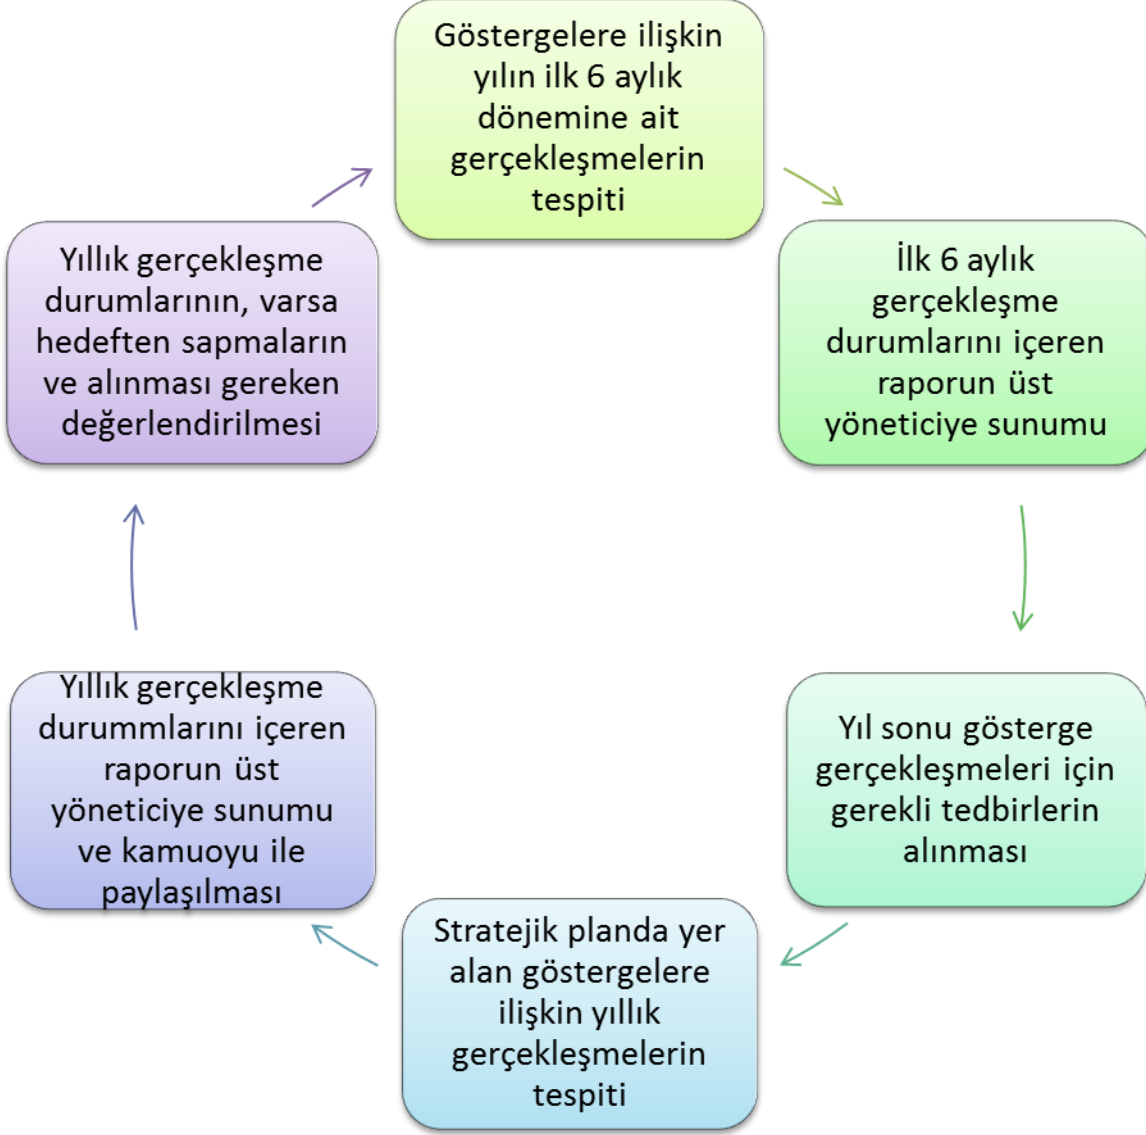 Göstergelere ilişkin
yılın ilk 6 aylık
dönemine ait
gerçekleşmelerin
tespiti
İlk 6 aylık
gerçekleşme
durumlarını içeren
raporun üst
yöneticiye sunumu
Yıl sonu gösterge
gerçekleşmeleri için
gerekli tedbirlerin
alınması
Stratejik planda yer
alan göstergelere
ilişkin yıllık
gerçekleşmelerin
tespiti
Yıllık gerçekleşme
durummlarını içeren
raporun üst
yöneticiye sunumu
ve kamuoyu ile
paylaşılması
Yıllık gerçekleşme
durumlarının, varsa
hedeften sapmaların
ve alınması gereken
değerlendirilmesi